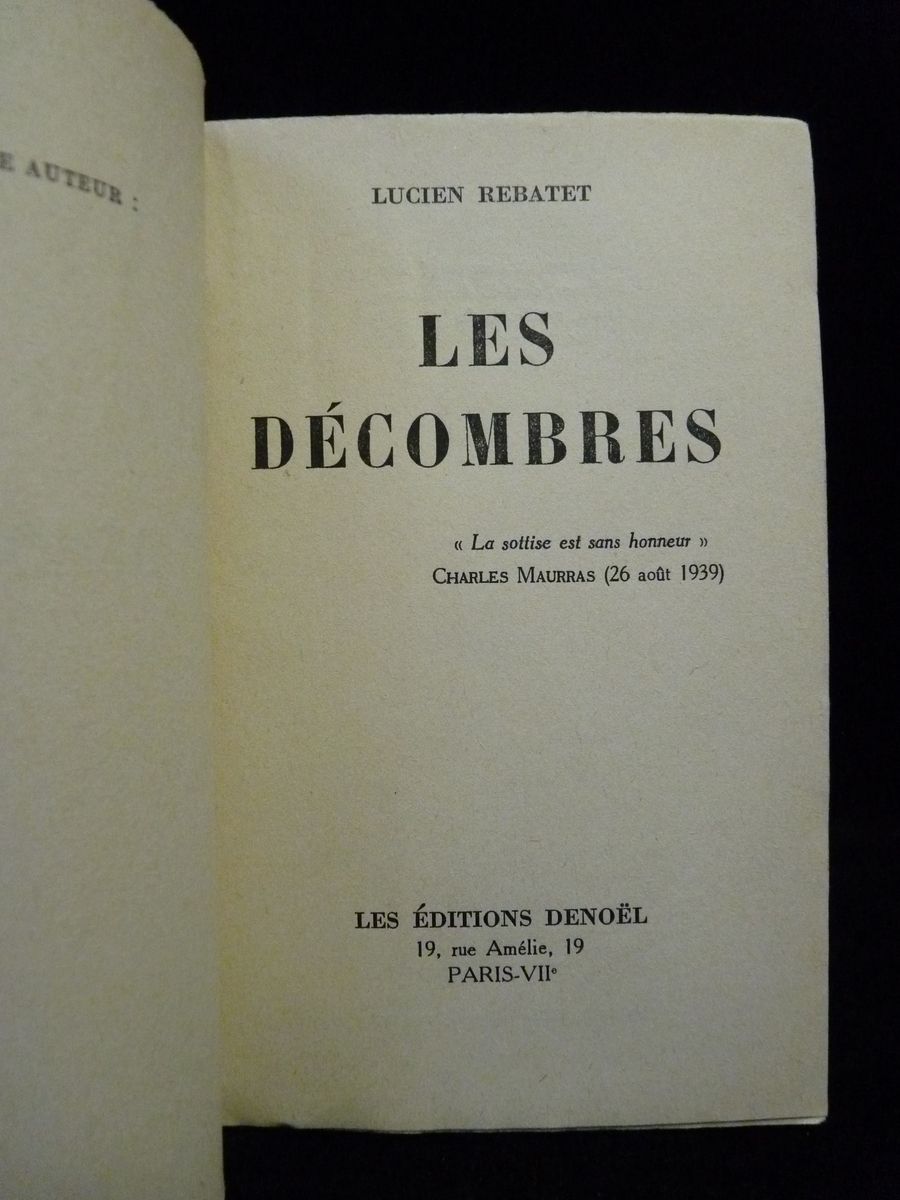 E AUTEUR :
LUCIEN REBATET
LES
DÉCOMBRES
« La sottise est sans honneur »
CHARLES MAURRAS (26 août 1939)
LES ÉDITIONS DENOËL
19, rue Amélie, 19
PARIS-VIIᵉ